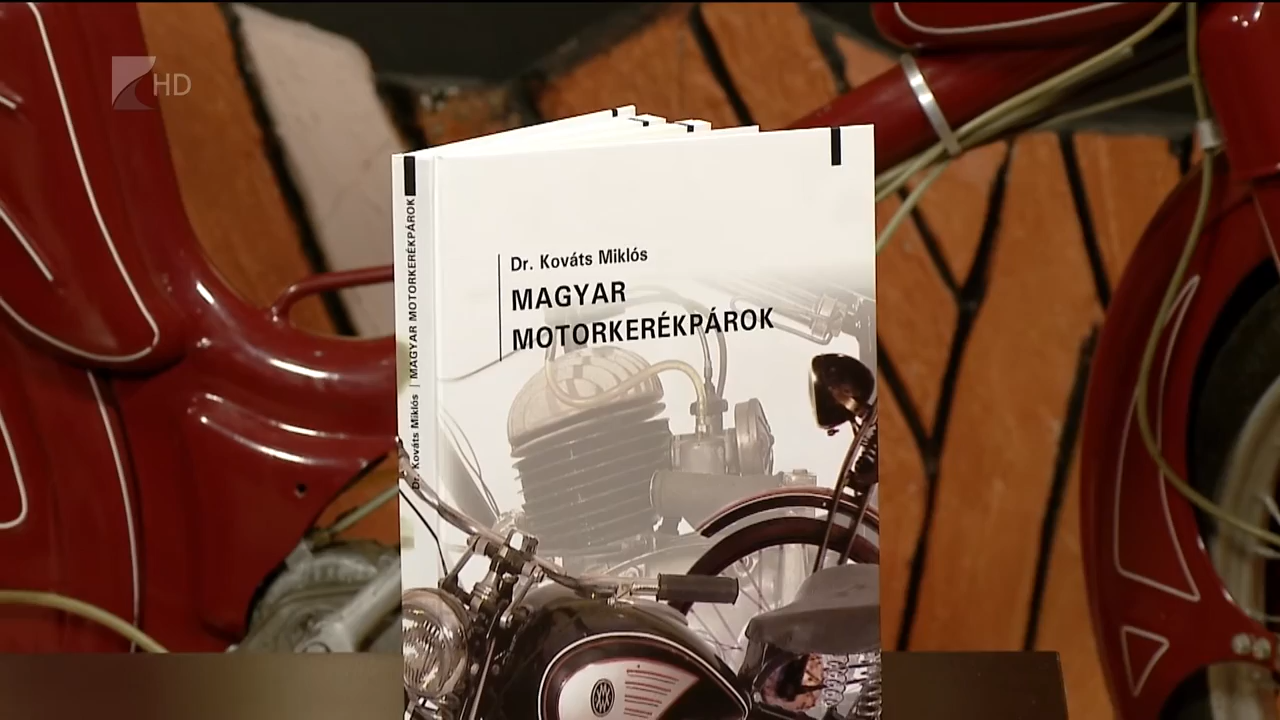 HD
Dr. Kováts Miklós
MAGYAR
MOTORKERÉKPÁROK
Dr. Kováts Miklós | MAGYAR MOTORKERÉKPÁROK